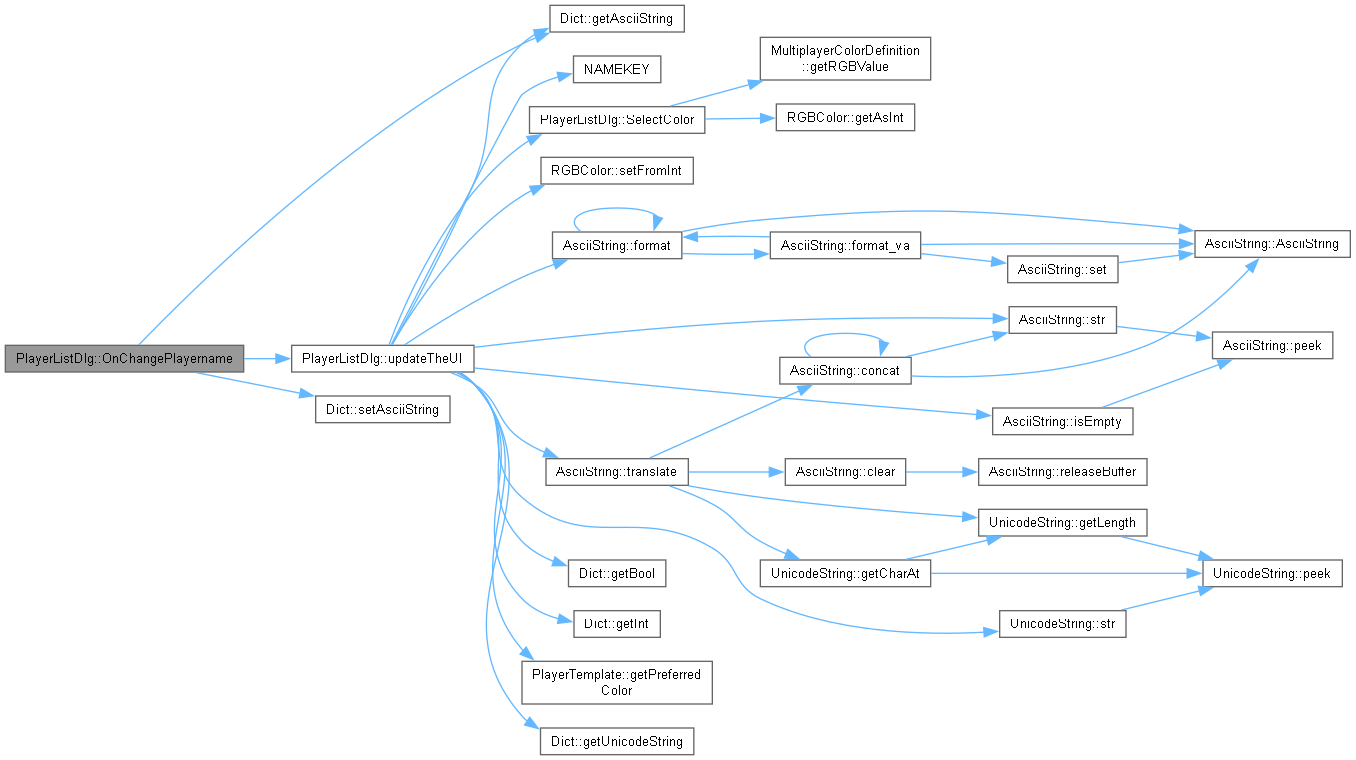 Dict::getAsciiString
NAMEKEY
MultiplayerColorDefinition
::getRGBValue
PlayerListDlg::SelectColor
RGBColor::getAsInt
RGBColor::setFromInt
AsciiString::format
AsciiString::format_va
AsciiString::AsciiString
AsciiString::set
AsciiString::str
AsciiString::peek
PlayerListDlg::OnChangePlayername
PlayerListDlg::updateTheUI
AsciiString::concat
Dict::setAsciiString
AsciiString::isEmpty
AsciiString::translate
AsciiString::clear
AsciiString::releaseBuffer
UnicodeString::getLength
Dict::getBool
UnicodeString::getCharAt
UnicodeString::peek
Dict::getInt
UnicodeString::str
PlayerTemplate::getPreferred
Color
Dict::getUnicodeString